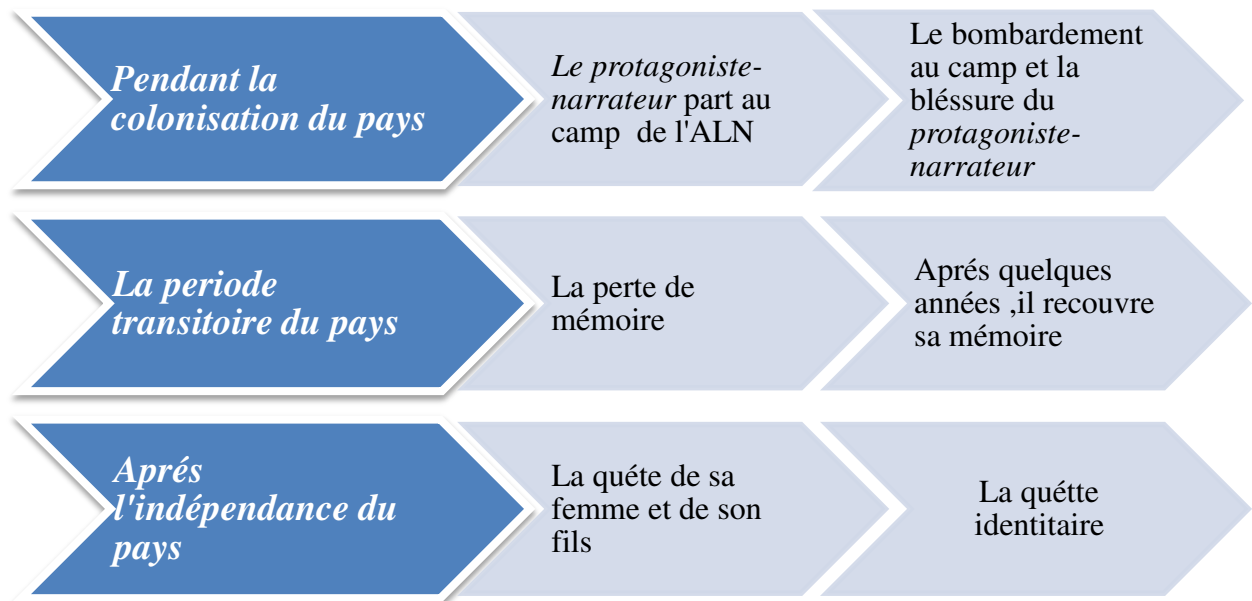 Pendant la
colonisation du pays
Le protagoniste-
narrateur part au
camp de l'ALN
Le bombardement
au camp et la
bléssure du
protagoniste-
narrateur
La periode
transitoire du pays
La perte de
mémoire
Aprés quelques
années ,il recouvre
sa mémoire
Aprés
l'indépendance du
pays
La quéte de sa
femme et de son
fils
La quétte
identitaire